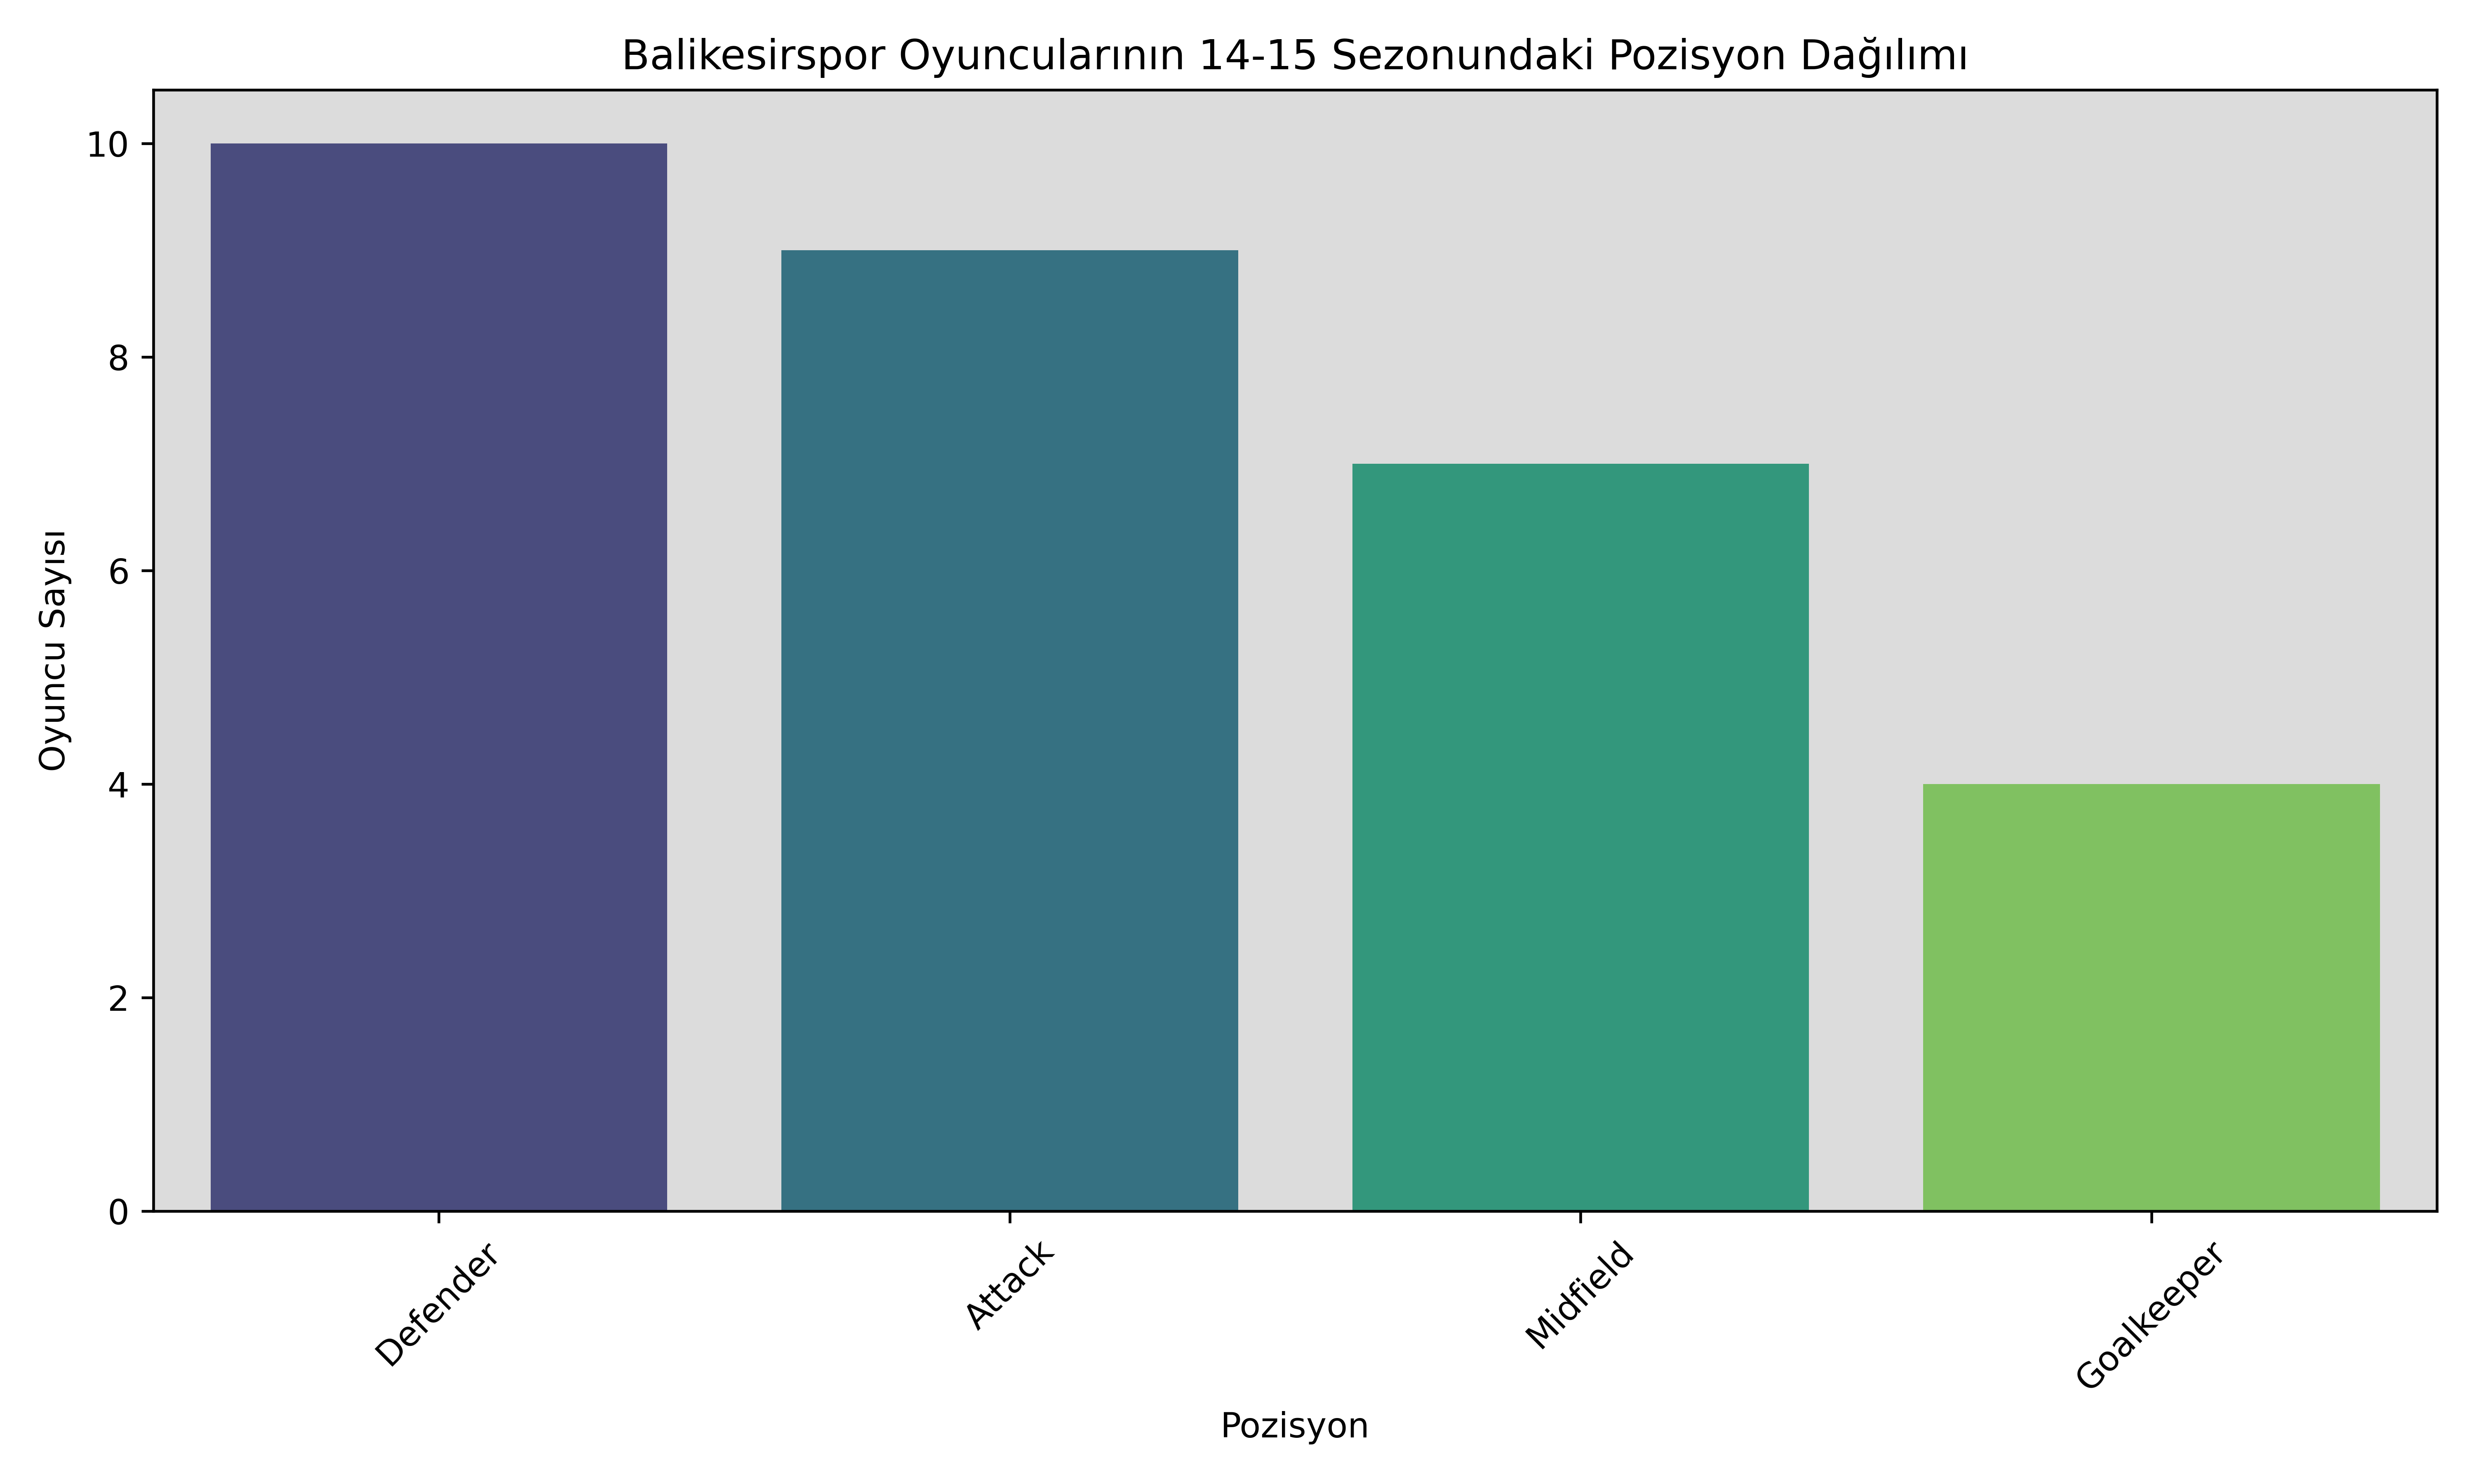 Balikesirspor Oyuncularının 14-15 Sezonundaki Pozisyon Dağılımı
Oyuncu Sayısı
10
8
6
4
2
0
Defender
Attack
Midfield
Goalkeeper
Pozisyon